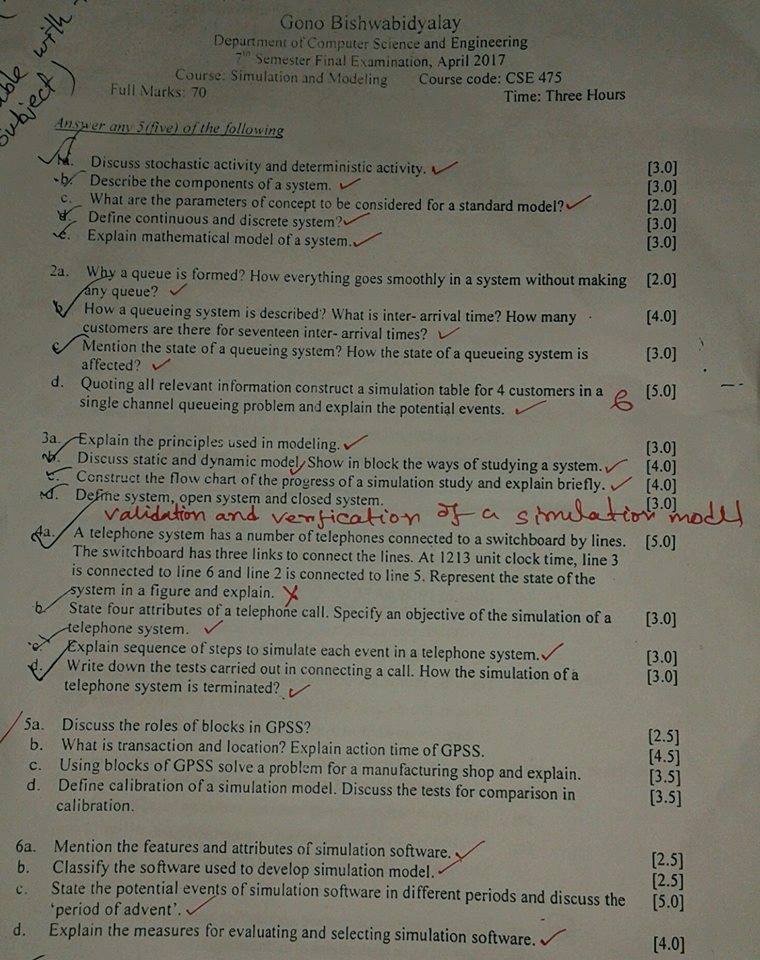 able with
subject)
Gono Bishwabidyalay
Department of Computer Science and Engineering
7th Semester Final Examination, April 2017
Course: Simulation and Modeling Course code: CSE 475
Full Marks: 70 Time: Three Hours
Answer any 5(five) of the following
a. Discuss stochastic activity and deterministic activity. [3.0]
b. Describe the components of a system. [3.0]
c. What are the parameters of concept to be considered for a standard model? [2.0]
d. Define continuous and discrete system? [3.0]
e. Explain mathematical model of a system. [3.0]
2a. Why a queue is formed? How everything goes smoothly in a system without making [2.0]
any queue?
b. How a queueing system is described? What is inter- arrival time? How many [4.0]
customers are there for seventeen inter- arrival times?
c. Mention the state of a queueing system? How the state of a queueing system is [3.0]
affected?
d. Quoting all relevant information construct a simulation table for 4 customers in a [5.0]
single channel queueing problem and explain the potential events.
3a. Explain the principles used in modeling. [3.0]
b. Discuss static and dynamic model. Show in block the ways of studying a system. [4.0]
c. Construct the flow chart of the progress of a simulation study and explain briefly. [4.0]
d. Define system, open system and closed system. [3.0]
validation and verification of a simulation model
4a. A telephone system has a number of telephones connected to a switchboard by lines. [5.0]
The switchboard has three links to connect the lines. At 1213 unit clock time, line 3
is connected to line 6 and line 2 is connected to line 5. Represent the state of the
system in a figure and explain.
b. State four attributes of a telephone call. Specify an objective of the simulation of a [3.0]
telephone system.
c. Explain sequence of steps to simulate each event in a telephone system. [3.0]
d. Write down the tests carried out in connecting a call. How the simulation of a [3.0]
telephone system is terminated?
5a. Discuss the roles of blocks in GPSS? [2.5]
b. What is transaction and location? Explain action time of GPSS. [4.5]
c. Using blocks of GPSS solve a problem for a manufacturing shop and explain. [3.5]
d. Define calibration of a simulation model. Discuss the tests for comparison in [3.5]
calibration.
6a. Mention the features and attributes of simulation software. [2.5]
b. Classify the software used to develop simulation model. [2.5]
c. State the potential events of simulation software in different periods and discuss the [5.0]
‘period of advent’.
d. Explain the measures for evaluating and selecting simulation software. [4.0]